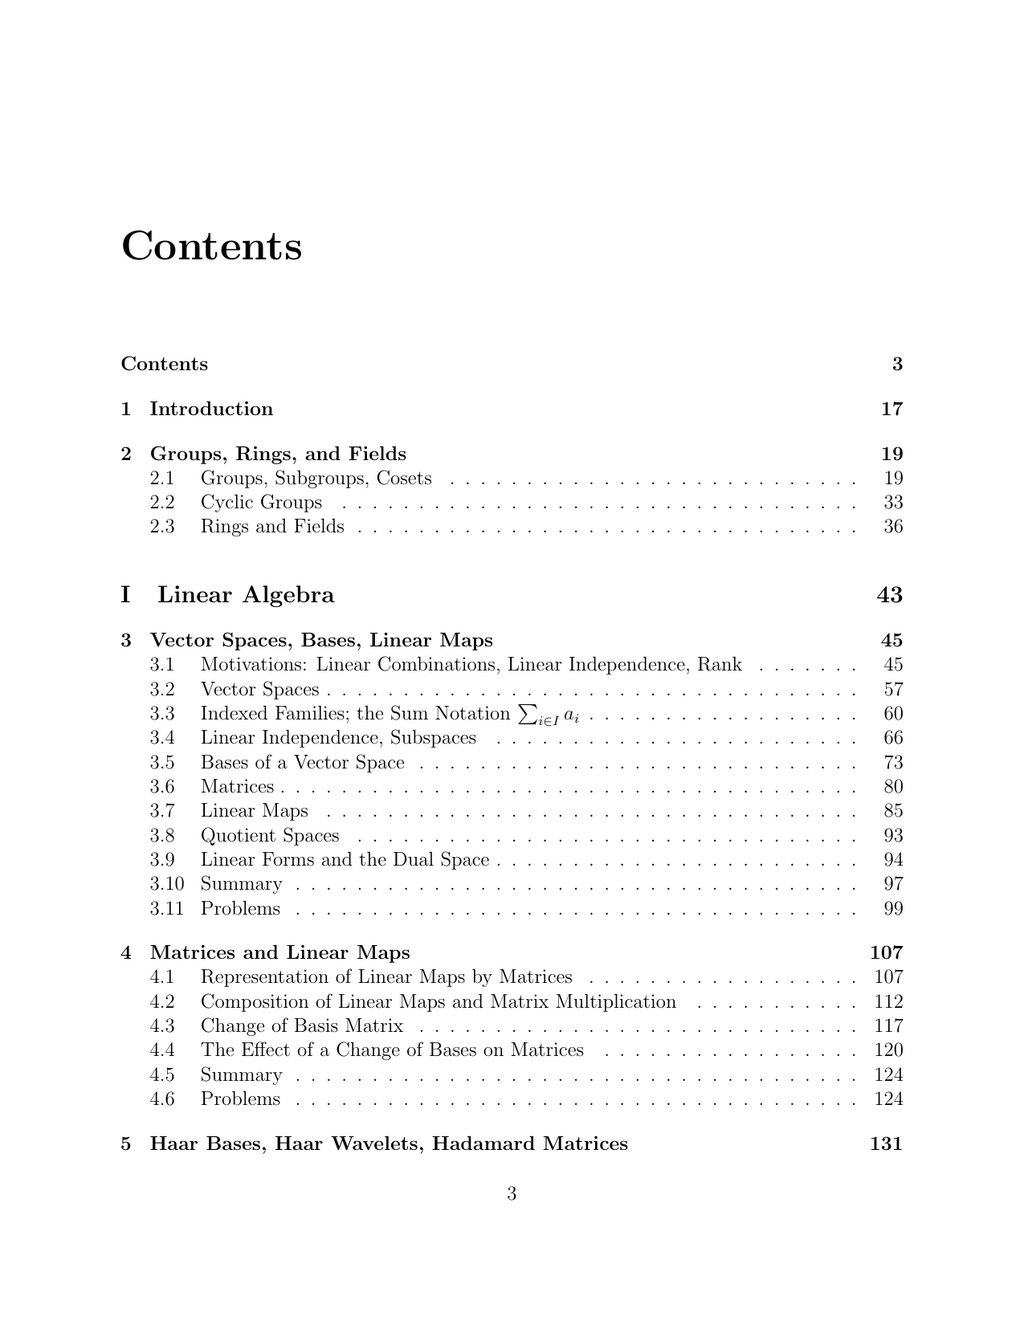 Contents
Contents 3
1 Introduction 17
2 Groups, Rings, and Fields 19
2.1 Groups, Subgroups, Cosets . . . . . . . . . . . . . . . . . . . . . . . . . . . 19
2.2 Cyclic Groups . . . . . . . . . . . . . . . . . . . . . . . . . . . . . . . . . . 33
2.3 Rings and Fields . . . . . . . . . . . . . . . . . . . . . . . . . . . . . . . . . 36
I Linear Algebra 43
3 Vector Spaces, Bases, Linear Maps 45
3.1 Motivations: Linear Combinations, Linear Independence, Rank . . . . . . . 45
3.2 Vector Spaces . . . . . . . . . . . . . . . . . . . . . . . . . . . . . . . . . . . 57
3.3 Indexed Families; the Sum Notation ∑_{i∈I} a_i . . . . . . . . . . . . . . . . . . 60
3.4 Linear Independence, Subspaces . . . . . . . . . . . . . . . . . . . . . . . . 66
3.5 Bases of a Vector Space . . . . . . . . . . . . . . . . . . . . . . . . . . . . . 73
3.6 Matrices . . . . . . . . . . . . . . . . . . . . . . . . . . . . . . . . . . . . . . 80
3.7 Linear Maps . . . . . . . . . . . . . . . . . . . . . . . . . . . . . . . . . . . 85
3.8 Quotient Spaces . . . . . . . . . . . . . . . . . . . . . . . . . . . . . . . . . 93
3.9 Linear Forms and the Dual Space . . . . . . . . . . . . . . . . . . . . . . . . 94
3.10 Summary . . . . . . . . . . . . . . . . . . . . . . . . . . . . . . . . . . . . . 97
3.11 Problems . . . . . . . . . . . . . . . . . . . . . . . . . . . . . . . . . . . . . 99
4 Matrices and Linear Maps 107
4.1 Representation of Linear Maps by Matrices . . . . . . . . . . . . . . . . . . 107
4.2 Composition of Linear Maps and Matrix Multiplication . . . . . . . . . . . 112
4.3 Change of Basis Matrix . . . . . . . . . . . . . . . . . . . . . . . . . . . . . 117
4.4 The Effect of a Change of Bases on Matrices . . . . . . . . . . . . . . . . . 120
4.5 Summary . . . . . . . . . . . . . . . . . . . . . . . . . . . . . . . . . . . . . 124
4.6 Problems . . . . . . . . . . . . . . . . . . . . . . . . . . . . . . . . . . . . . 124
5 Haar Bases, Haar Wavelets, Hadamard Matrices 131
3